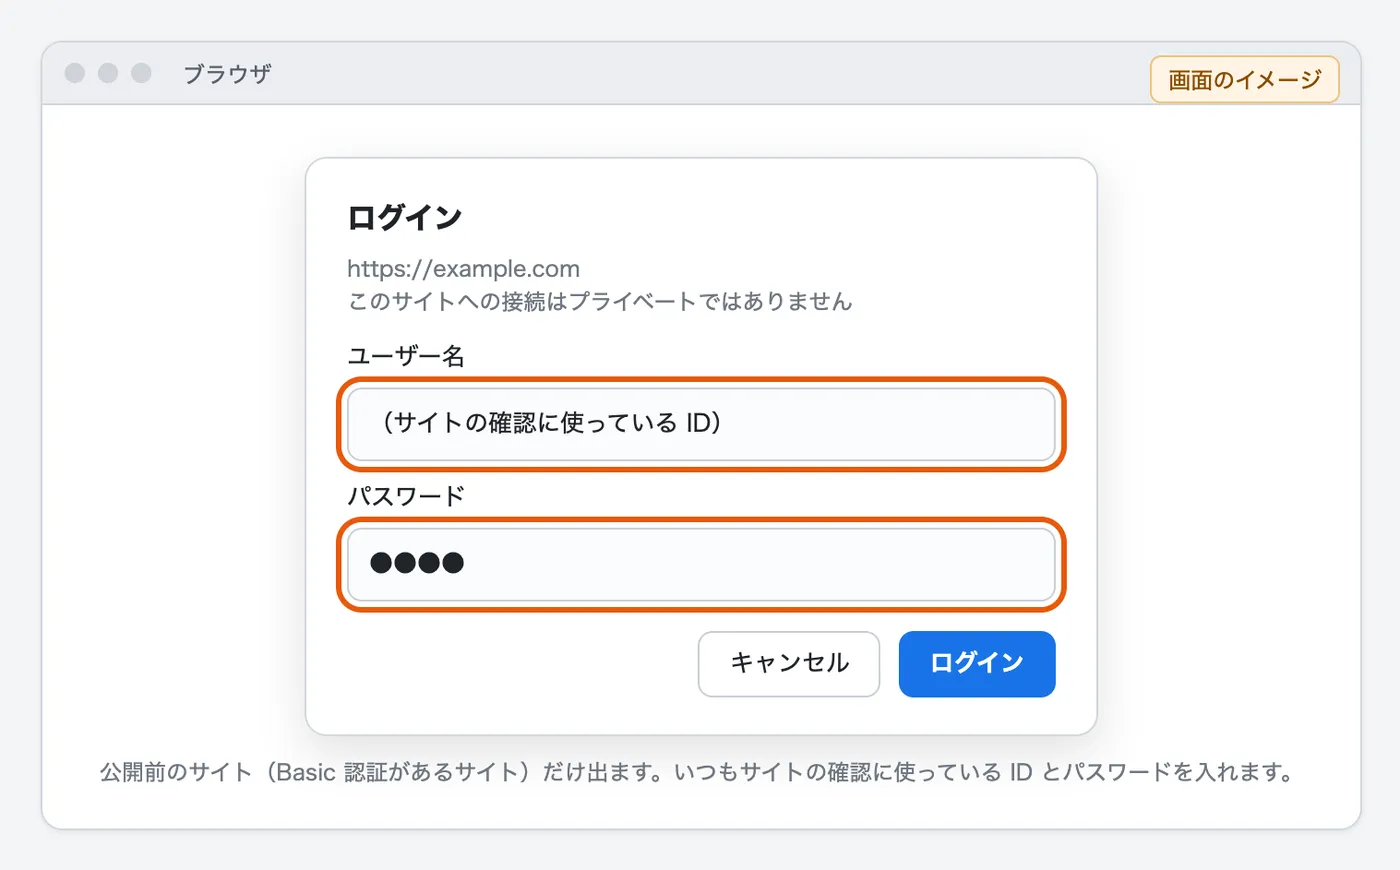 ブラウザ
画面のイメージ
ログイン
https://example.com
このサイトへの接続はプライベートではありません
ユーザー名
（サイトの確認に使っている ID）
パスワード
●●●●
キャンセル
ログイン
公開前のサイト（Basic 認証があるサイト）だけ出ます。いつもサイトの確認に使っている ID とパスワードを入れます。